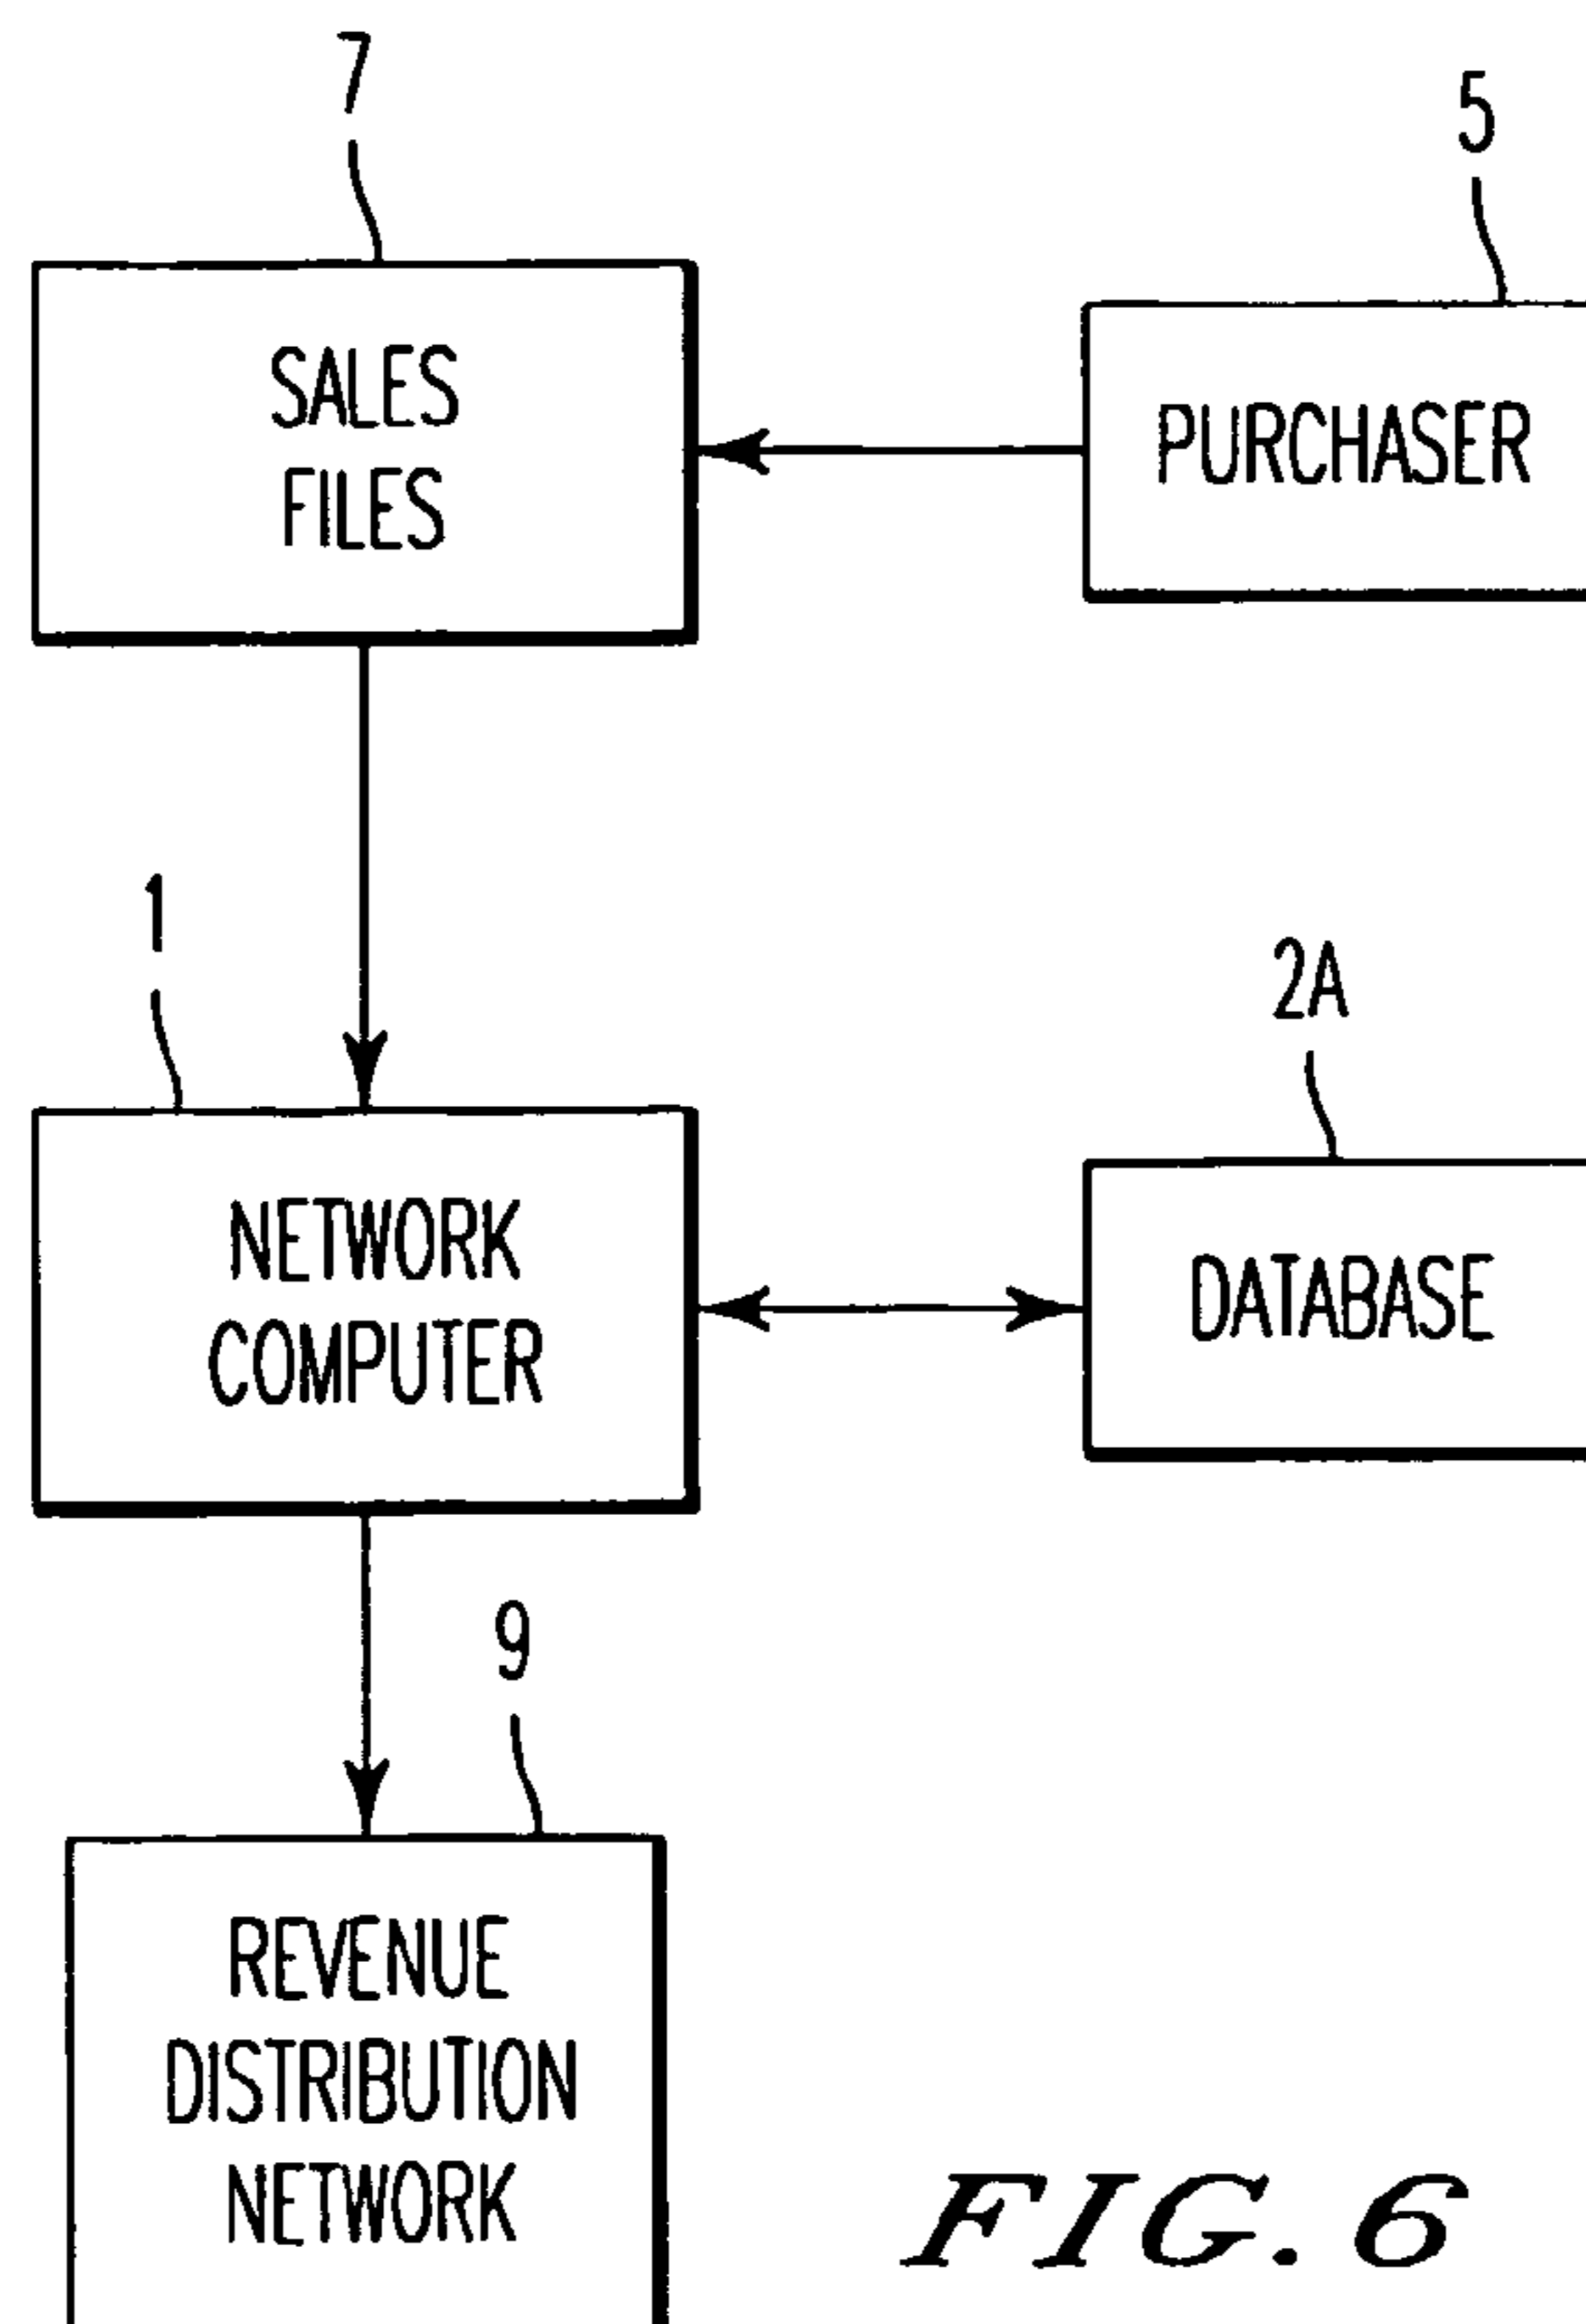 7
5
SALES
FILES
PURCHASER
1
2A
NETWORK
COMPUTER
DATABASE
9
REVENUE
DISTRIBUTION
NETWORK
FIG. 6